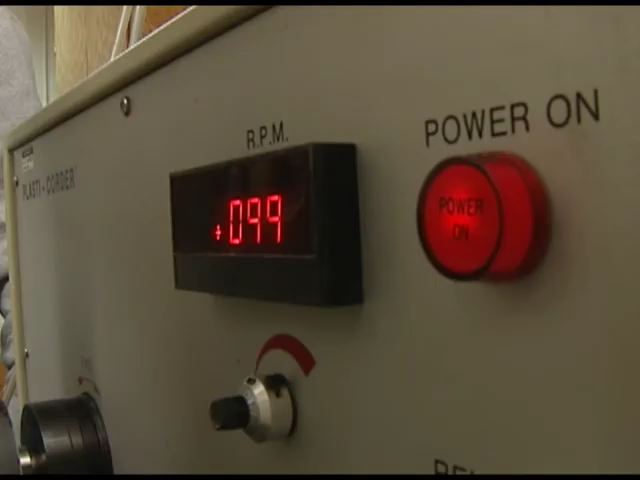 POWER ON
R.P.M.
PLASTI-CORDER
+099
POWER
ON